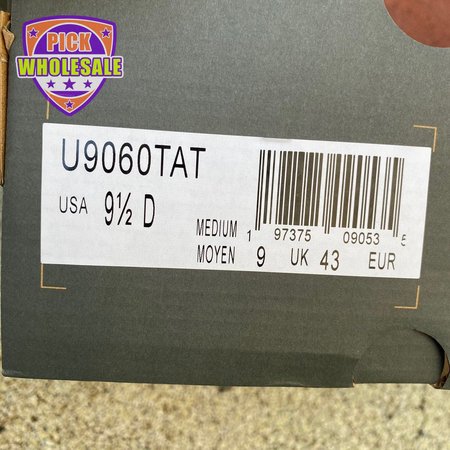 PICK
WHOLESALE
U9060TAT
USA 9½ D
MEDIUM
MOYEN 9 UK 43 EUR
1 97375 09053 5